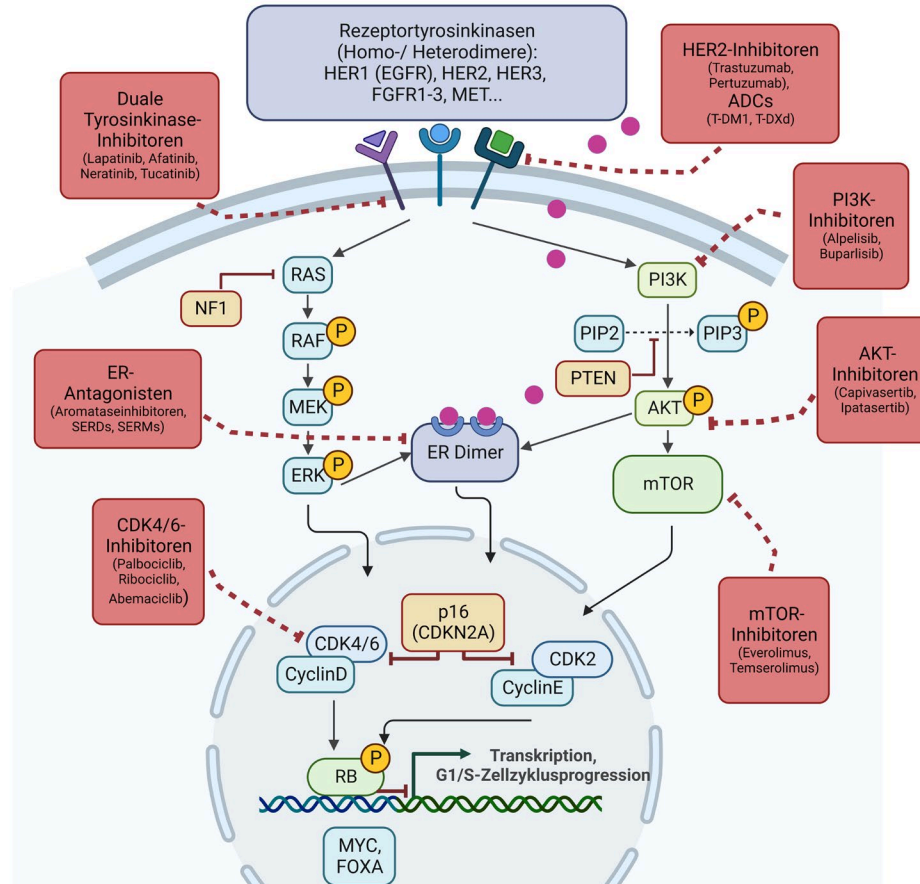 Rezeptortyrosinkinasen
(Homo-/ Heterodimere):
HER1 (EGFR), HER2, HER3,
FGFR1-3, MET...
HER2-Inhibitoren
(Trastuzumab,
Pertuzumab),
ADCs
(T-DM1, T-DXd)
Duale
Tyrosinkinase-
Inhibitoren
(Lapatinib, Afatinib,
Neratinib, Tucatinib)
PI3K-
Inhibitoren
(Alpelisib,
Buparlisib)
RAS
PI3K
NF1
RAF
P
PIP2
PIP3
P
PTEN
AKT-
Inhibitoren
(Capivasertib,
Ipatasertib)
ER-
Antagonisten
(Aromataseinhibitoren,
SERDs, SERMs)
MEK
P
AKT
P
ER Dimer
ERK
P
mTOR
CDK4/6-
Inhibitoren
(Palbociclib,
Ribociclib,
Abemaciclib)
p16
(CDKN2A)
mTOR-
Inhibitoren
(Everolimus,
Temserolimus)
CDK4/6
CyclinD
CDK2
CyclinE
P
RB
Transkription,
G1/S-Zellzyklusprogression
MYC,
FOXA